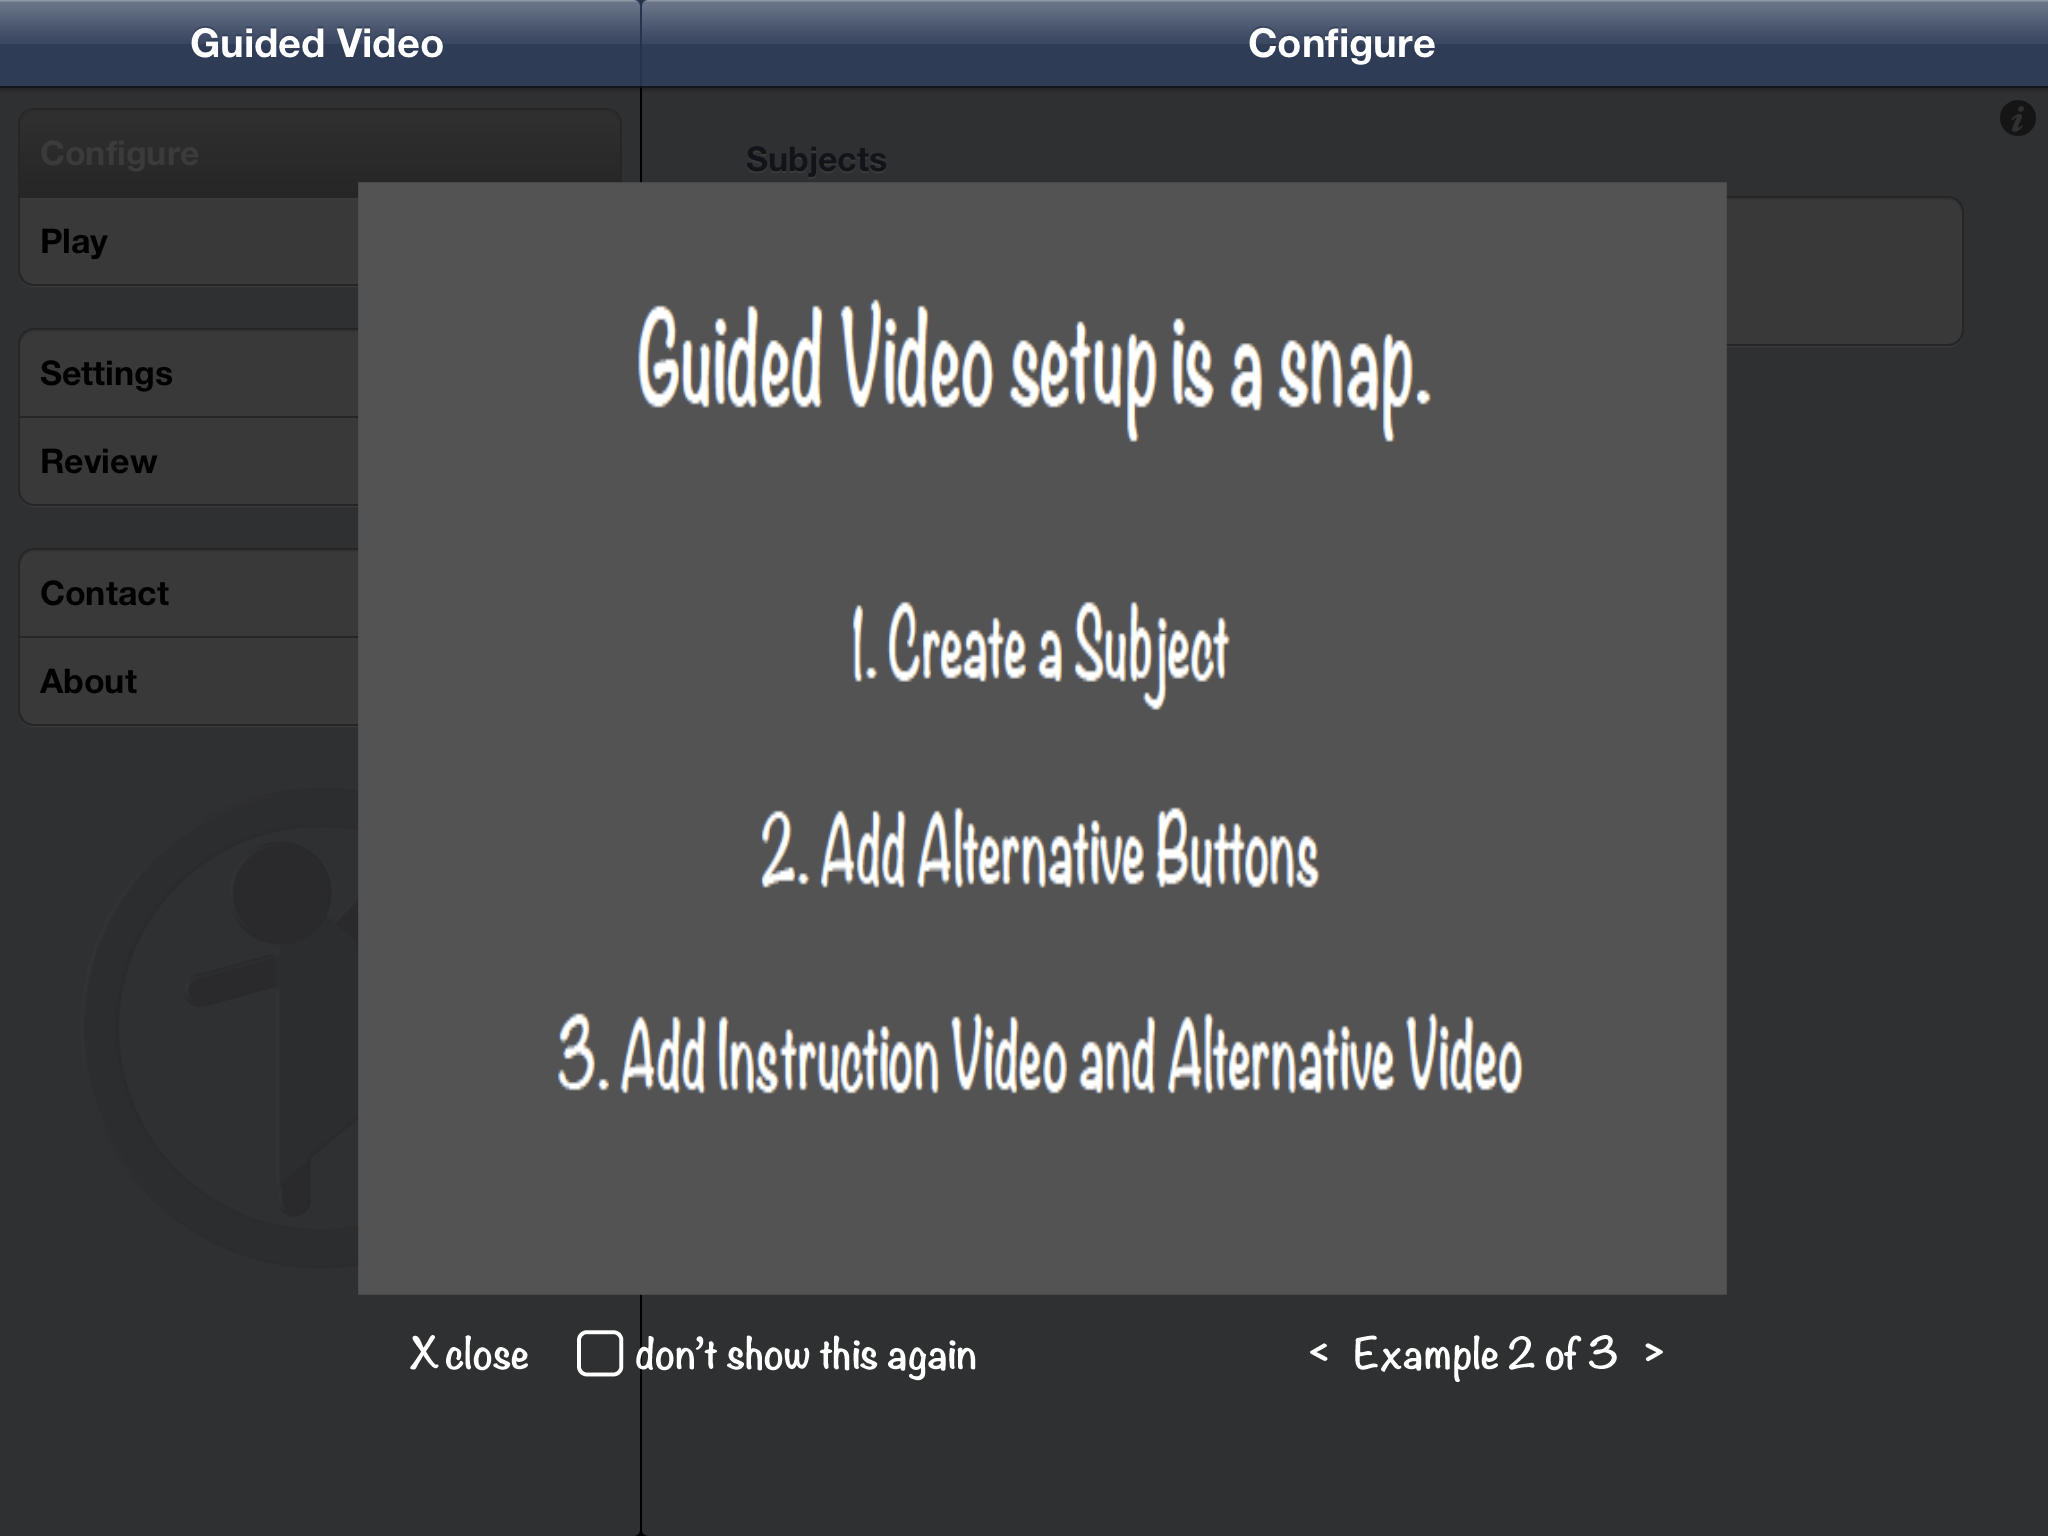 Guided Video
Configure
Configure
Play
Settings
Review
Contact
About
Subjects
i
Guided Video setup is a snap.
1. Create a Subject
2. Add Alternative Buttons
3. Add Instruction Video and Alternative Video
X close
don't show this again
< Example 2 of 3 >